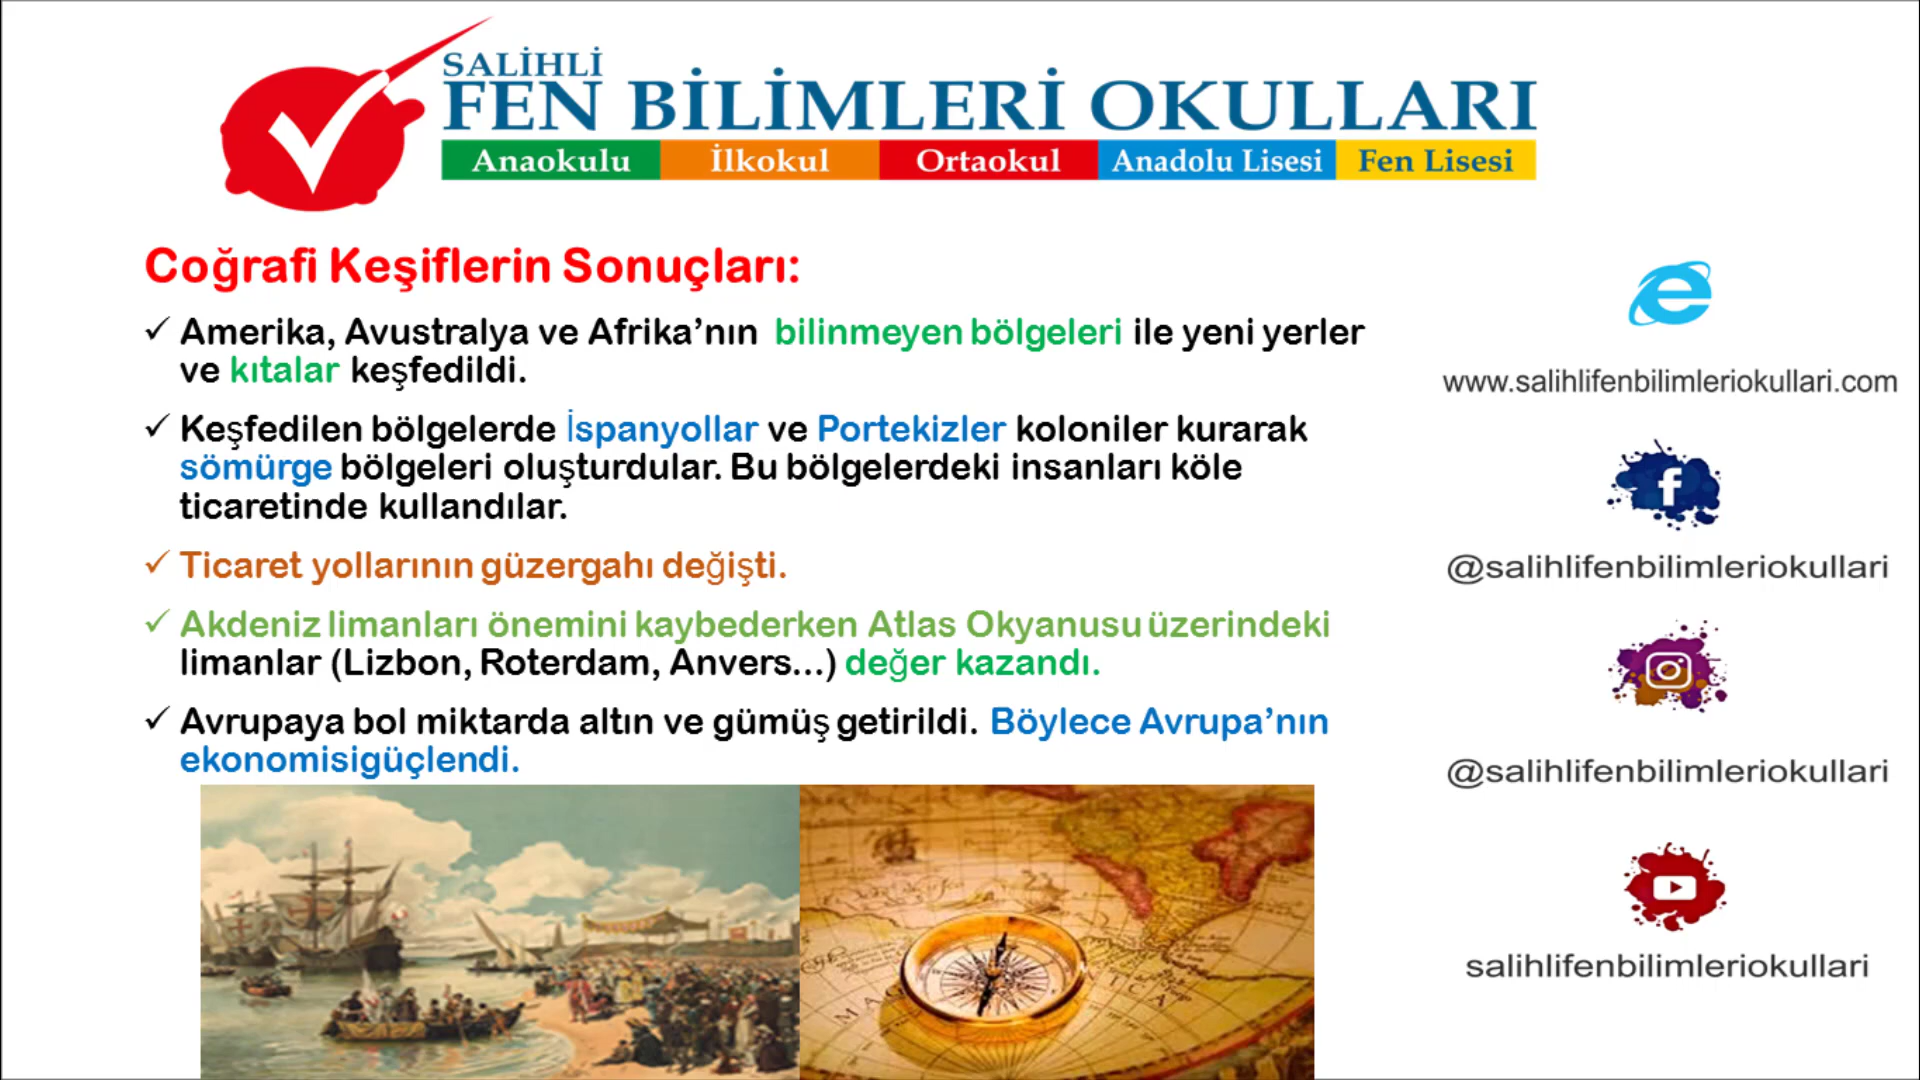 SALİHLİ
FEN BİLİMLERİ OKULLARI
Anaokulu İlkokul Ortaokul Anadolu Lisesi Fen Lisesi
Coğrafi Keşiflerin Sonuçları:
✓ Amerika, Avustralya ve Afrika’nın bilinmeyen bölgeleri ile yeni yerler
ve kıtalar keşfedildi.
✓ Keşfedilen bölgelerde İspanyollar ve Portekizler koloniler kurarak
sömürge bölgeleri oluşturdular. Bu bölgelerdeki insanları köle
ticaretinde kullandılar.
✓ Ticaret yollarının güzergahı değişti.
✓ Akdeniz limanları önemini kaybederken Atlas Okyanusu üzerindeki
limanlar (Lizbon, Roterdam, Anvers…) değer kazandı.
✓ Avrupaya bol miktarda altın ve gümüş getirildi. Böylece Avrupa’nın
ekonomisigüçlendi.
www.salihlifenbilimleriokullari.com
@salihlifenbilimleriokullari
@salihlifenbilimleriokullari
salihlifenbilimleriokullari